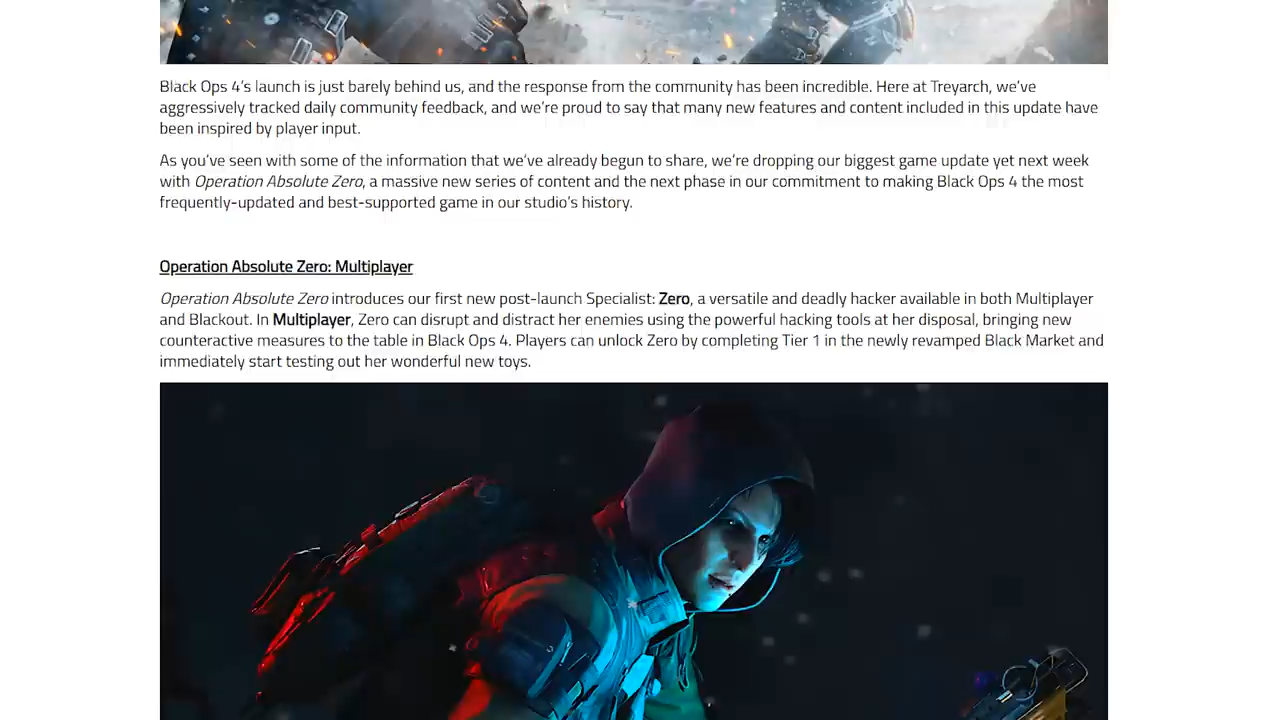 Black Ops 4’s launch is just barely behind us, and the response from the community has been incredible. Here at Treyarch, we’ve
aggressively tracked daily community feedback, and we’re proud to say that many new features and content included in this update have
been inspired by player input.
As you’ve seen with some of the information that we’ve already begun to share, we’re dropping our biggest game update yet next week
with Operation Absolute Zero, a massive new series of content and the next phase in our commitment to making Black Ops 4 the most
frequently-updated and best-supported game in our studio’s history.
Operation Absolute Zero: Multiplayer
Operation Absolute Zero introduces our first new post-launch Specialist: Zero, a versatile and deadly hacker available in both Multiplayer
and Blackout. In Multiplayer, Zero can disrupt and distract her enemies using the powerful hacking tools at her disposal, bringing new
counteractive measures to the table in Black Ops 4. Players can unlock Zero by completing Tier 1 in the newly revamped Black Market and
immediately start testing out her wonderful new toys.